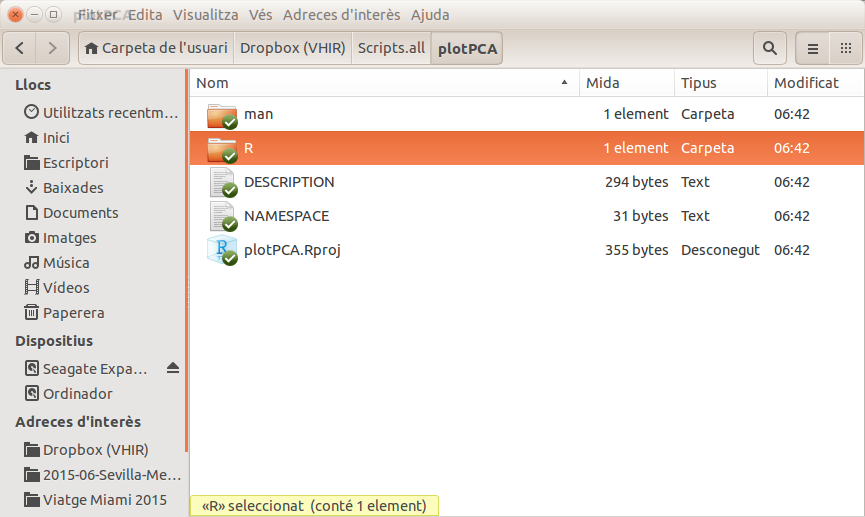 plotPCA Fitxer Edita Visualitza Vés Adreces d'interès Ajuda
Carpeta de l'usuari Dropbox (VHIR) Scripts.all plotPCA
Llocs
Utilitzats recentm…
Inici
Escriptori
Baixades
Documents
Imatges
Música
Vídeos
Paperera
Dispositius
Seagate Expa…
Ordinador
Adreces d'interès
Dropbox (VHIR)
2015-06-Sevilla-Me…
Viatge Miami 2015
Nom Mida Tipus Modificat
man 1 element Carpeta 06:42
R 1 element Carpeta 06:42
DESCRIPTION 294 bytes Text 06:42
NAMESPACE 31 bytes Text 06:42
R plotPCA.Rproj 355 bytes Desconegut 06:42
«R» seleccionat (conté 1 element)